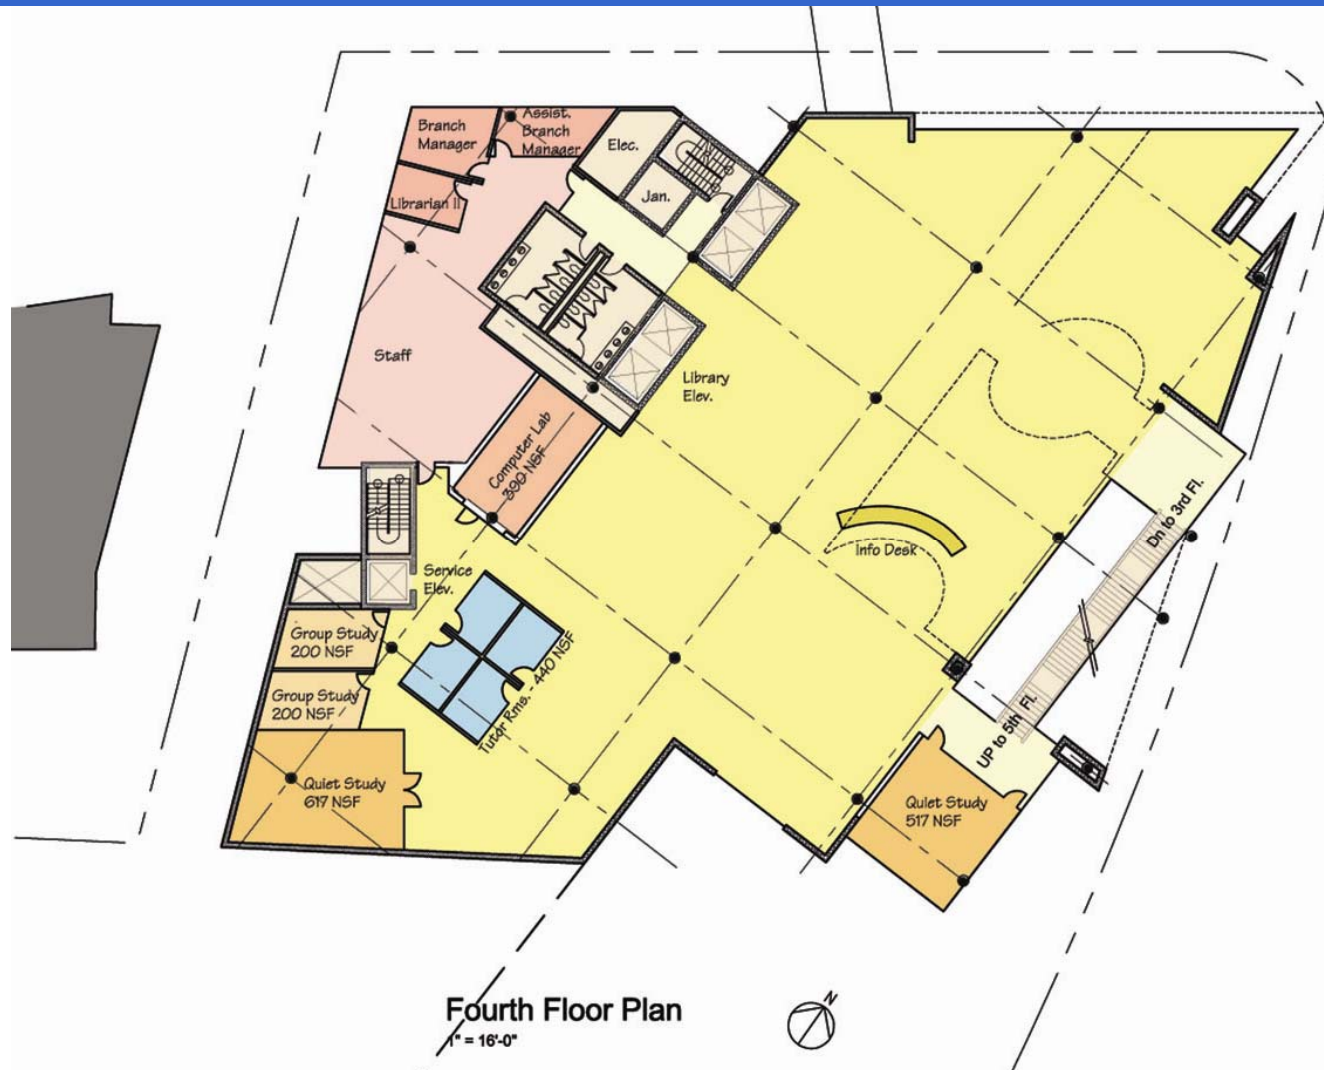 Branch
Manager
Assist.
Branch
Manager
Elec.
Jan.
Librarian II
Staff
Library
Elev.
Computer Lab
390 NSF
Info Desk
Dn to 3rd Fl.
Service
Elev.
Group Study
200 NSF
Group Study
200 NSF
Tutor Rms. - 440 NSF
UP to 5th Fl.
Quiet Study
617 NSF
Quiet Study
517 NSF
Fourth Floor Plan
1" = 16'-0"
N